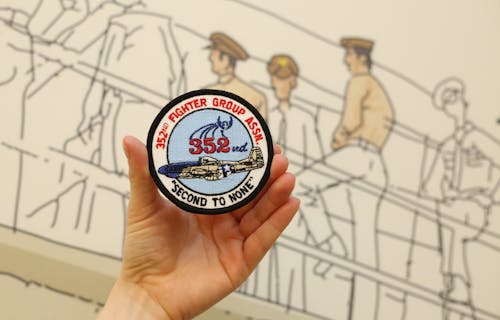 352ND FIGHTER GROUP ASSN.
352nd
"SECOND TO NONE"